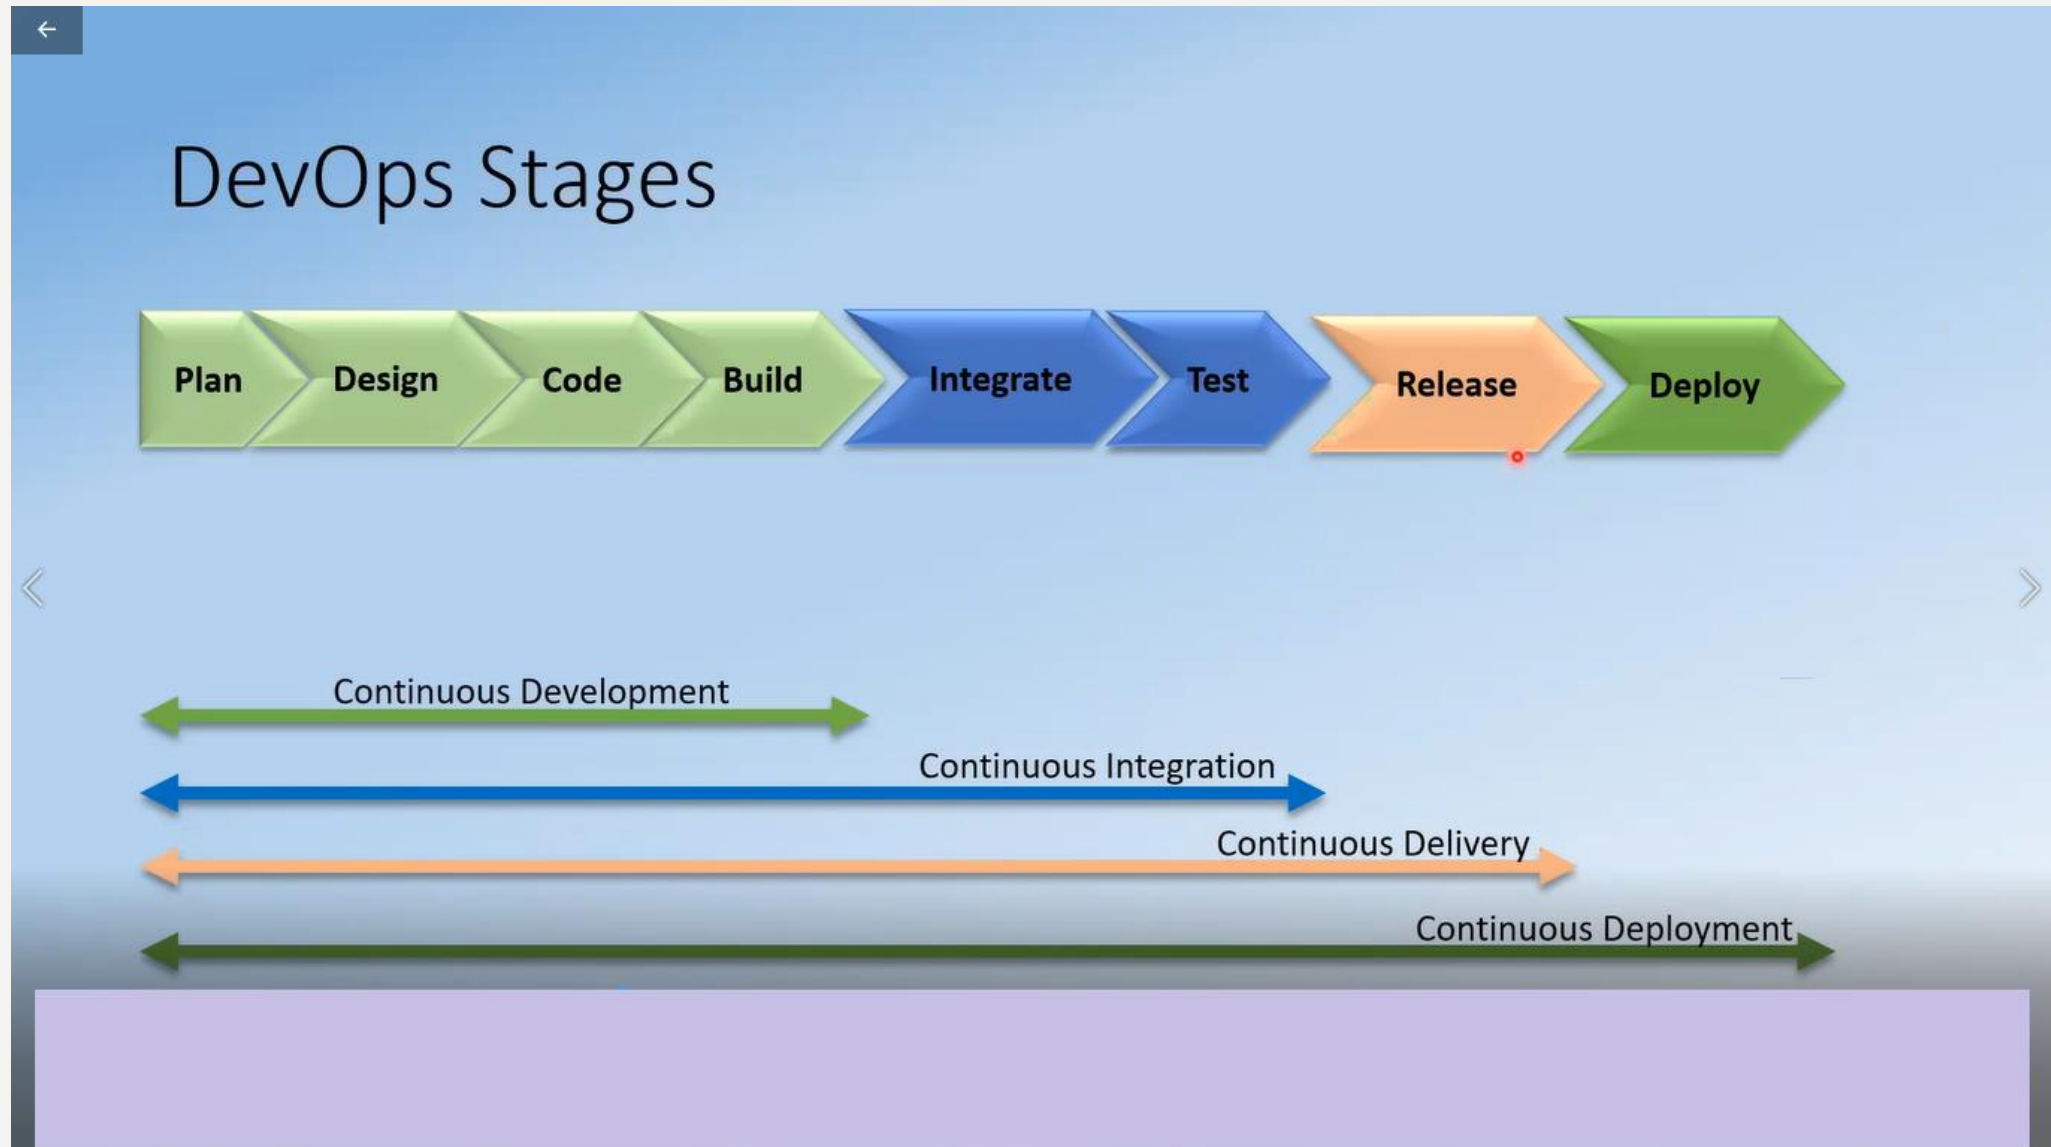 DevOps Stages
Plan Design Code Build Integrate Test Release Deploy
Continuous Development
Continuous Integration
Continuous Delivery
Continuous Deployment